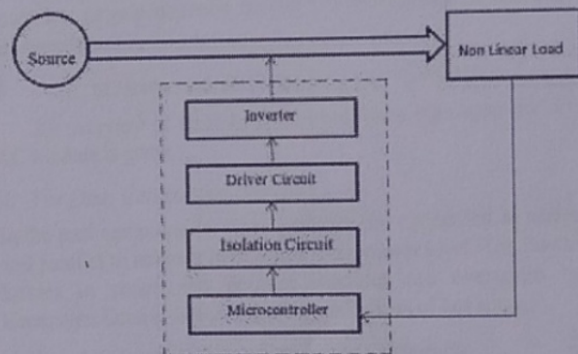 Source
Non Linear Load
Inverter
Driver Circuit
Isolation Circuit
Microcontroller